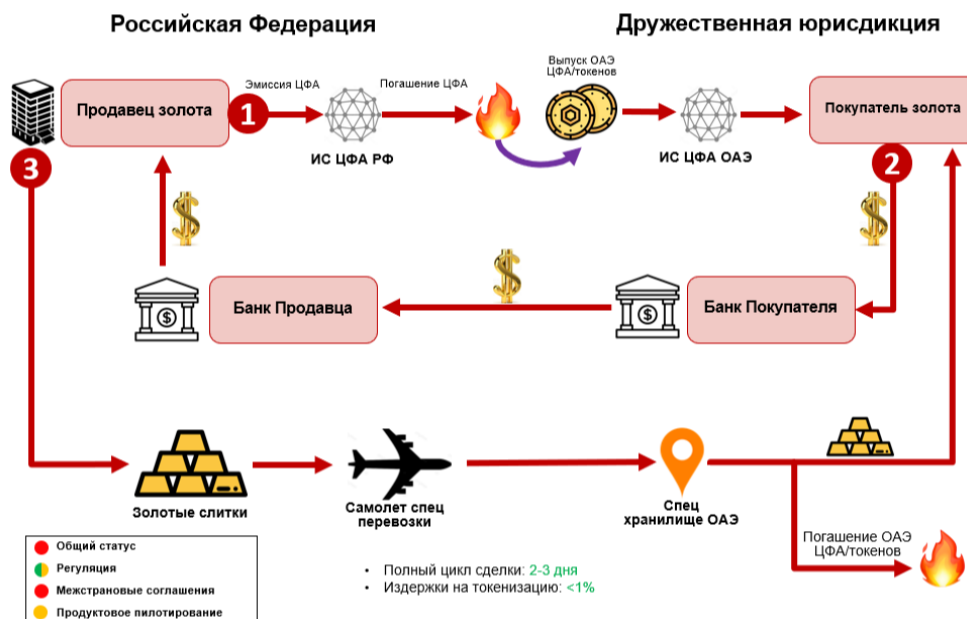 Российская Федерация
Дружественная юрисдикция
Продавец золота
1
Эмиссия ЦФА
Погашение ЦФА
ИС ЦФА РФ
Выпуск ОАЭ
ЦФА/токенов
ИС ЦФА ОАЭ
Покупатель золота
3
2
$
$
$
Банк Продавца
$
Банк Покупателя
$
Золотые слитки
Самолет спец
перевозки
Спец
хранилище ОАЭ
Погашение ОАЭ
ЦФА/токенов
Общий статус
Регуляция
Межстрановые соглашения
Продуктовое пилотирование
• Полный цикл сделки: 2-3 дня
• Издержки на токенизацию: <1%